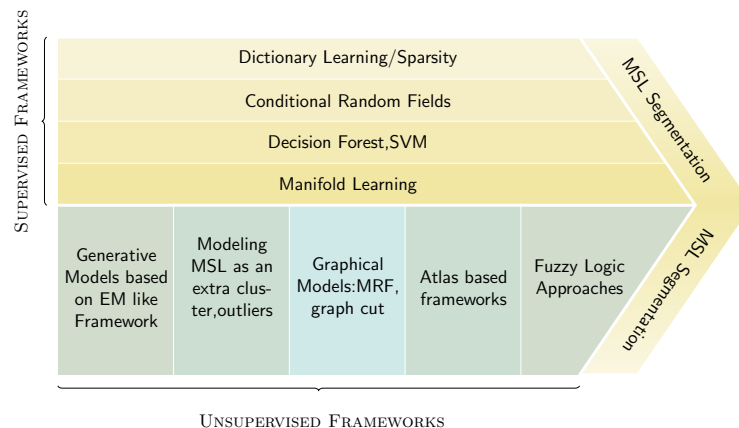 SUPERVISED FRAMEWORKS
Dictionary Learning/Sparsity
Conditional Random Fields
Decision Forest,SVM
Manifold Learning
MSL Segmentation
Generative
Models based
on EM like
Framework
Modeling
MSL as an
extra clus-
ter,outliers
Graphical
Models:MRF,
graph cut
Atlas based
frameworks
Fuzzy Logic
Approaches
MSL Segmentation
UNSUPERVISED FRAMEWORKS